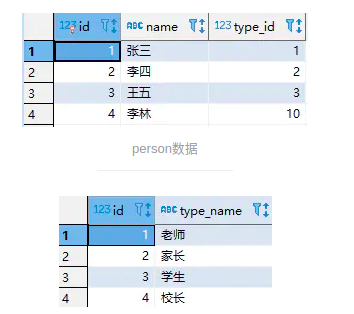 123 id ABC name 123 type_id
1 1 张三 1
2 2 李四 2
3 3 王五 3
4 4 李林 10
person数据
123 id ABC type_name
1 1 老师
2 2 家长
3 3 学生
4 4 校长